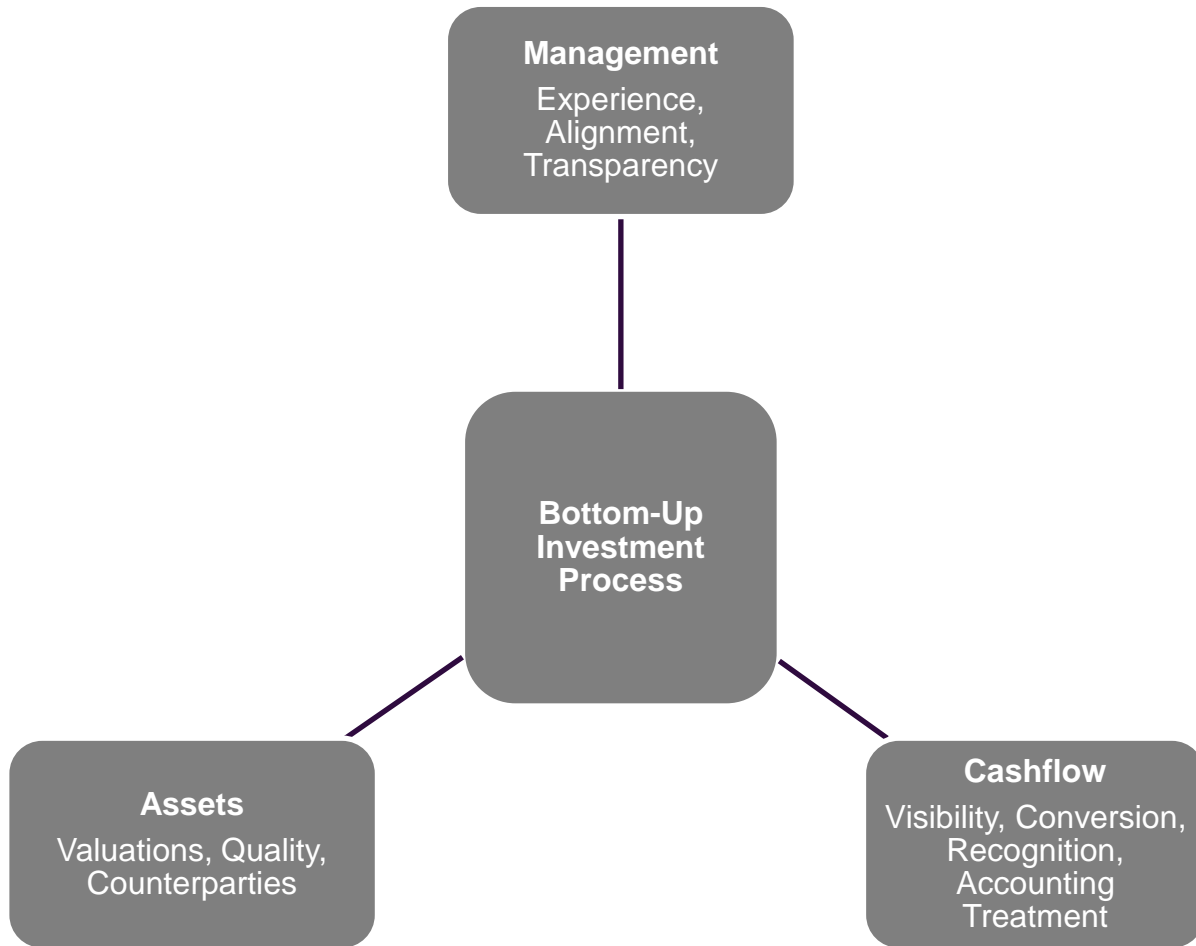 Management
Experience,
Alignment,
Transparency
Bottom-Up
Investment
Process
Assets
Valuations, Quality,
Counterparties
Cashflow
Visibility, Conversion,
Recognition,
Accounting
Treatment